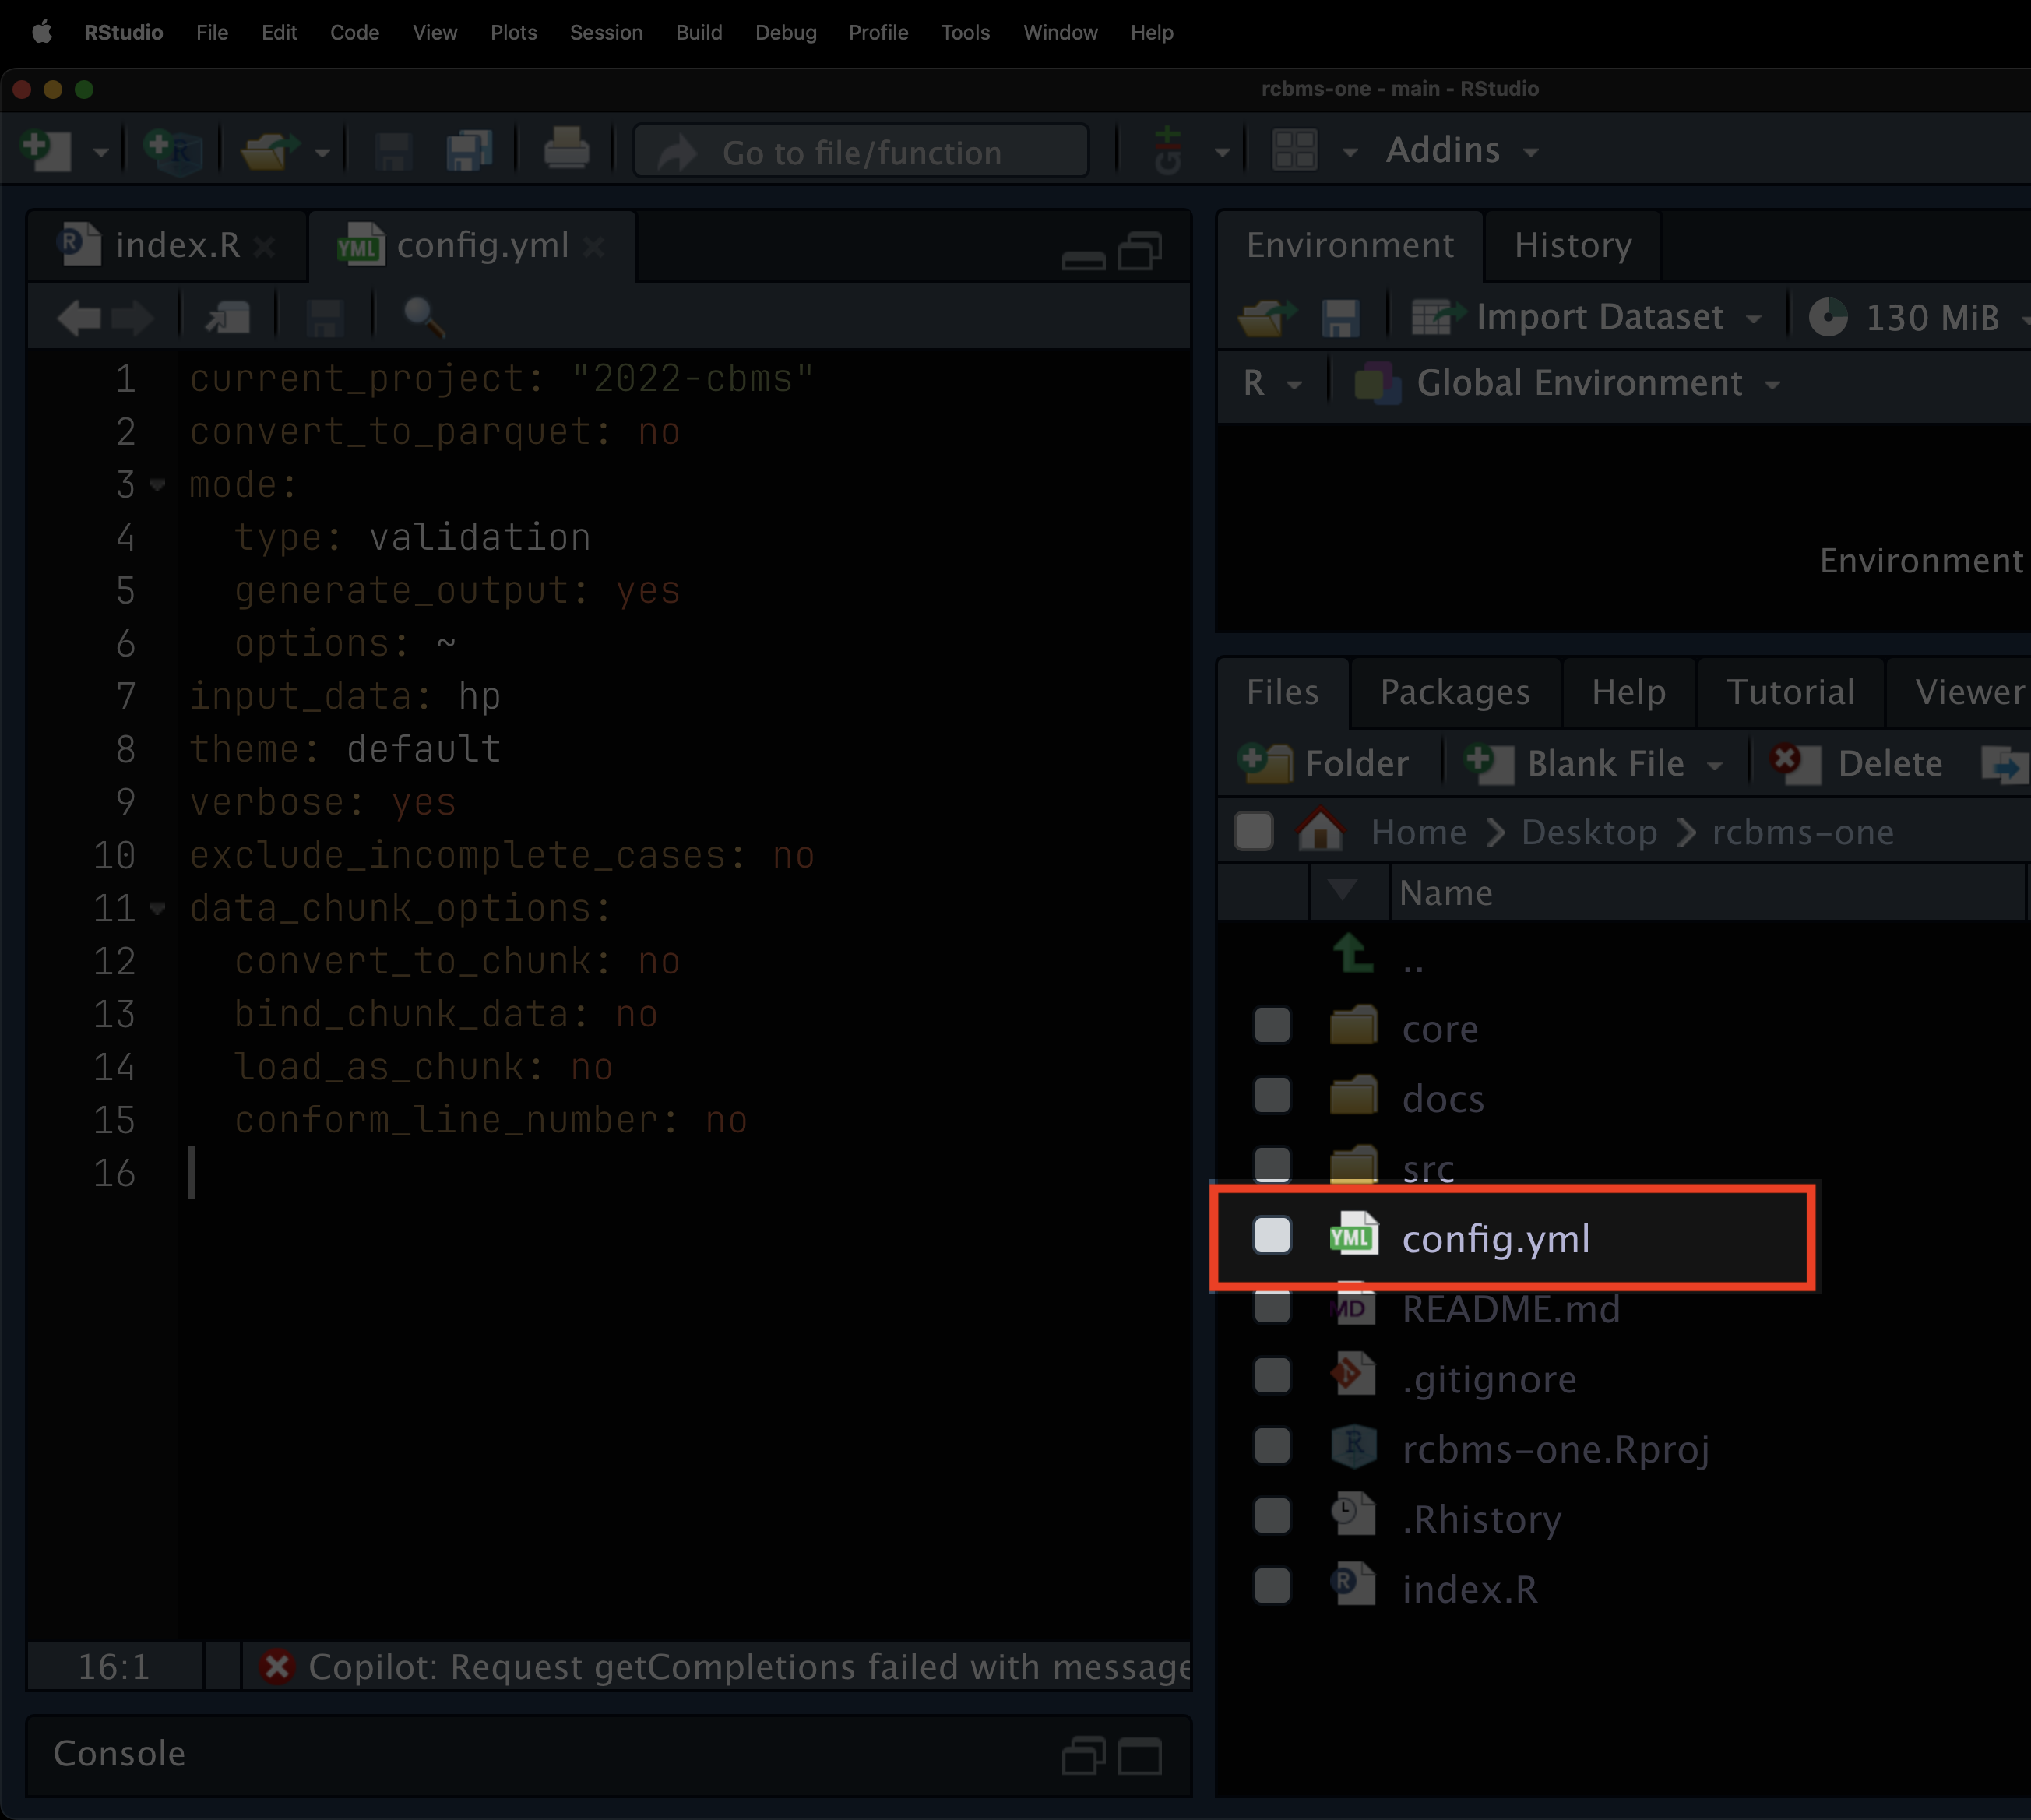 RStudio File Edit Code View Plots Session Build Debug Profile Tools Window Help
rcbms-one - main - RStudio
Go to file/function
Git
Addins
index.R
config.yml
1 current_project: "2022-cbms"
2 convert_to_parquet: no
3 mode:
4 type: validation
5 generate_output: yes
6 options: ~
7 input_data: hp
8 theme: default
9 verbose: yes
10 exclude_incomplete_cases: no
11 data_chunk_options:
12 convert_to_chunk: no
13 bind_chunk_data: no
14 load_as_chunk: no
15 conform_line_number: no
16
16:1
Copilot: Request getCompletions failed with message
Console
Environment History
Import Dataset 130 MiB
R Global Environment
Environment
Files Packages Help Tutorial Viewer
Folder Blank File Delete
Home Desktop rcbms-one
Name
..
core
docs
src
YML config.yml
MD README.md
.gitignore
rcbms-one.Rproj
.Rhistory
index.R